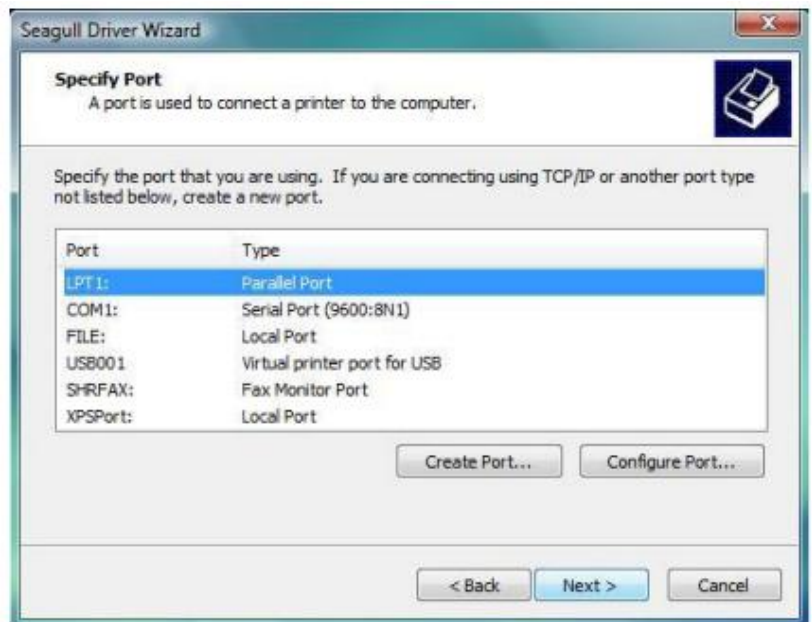 Seagull Driver Wizard
Specify Port
A port is used to connect a printer to the computer.
Specify the port that you are using. If you are connecting using TCP/IP or another port type
not listed below, create a new port.
Port Type
LPT1: Parallel Port
COM1: Serial Port (9600:8N1)
FILE: Local Port
USB001 Virtual printer port for USB
SHRFAX: Fax Monitor Port
XPSPort: Local Port
Create Port... Configure Port...
< Back Next > Cancel